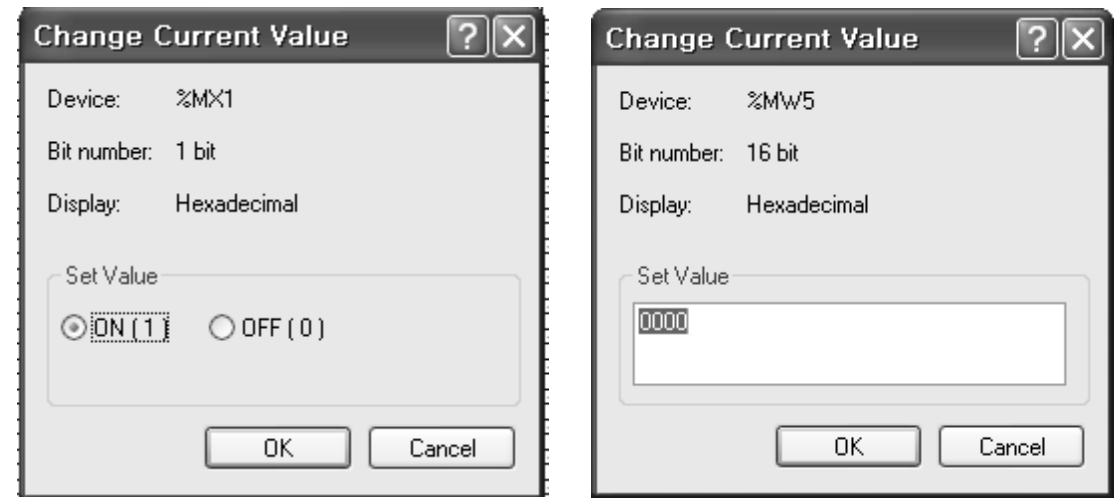 Change Current Value
Device: %MX1
Bit number: 1 bit
Display: Hexadecimal
Set Value
ON ( 1 ) OFF ( 0 )
OK Cancel
Change Current Value
Device: %MW5
Bit number: 16 bit
Display: Hexadecimal
Set Value
0000
OK Cancel